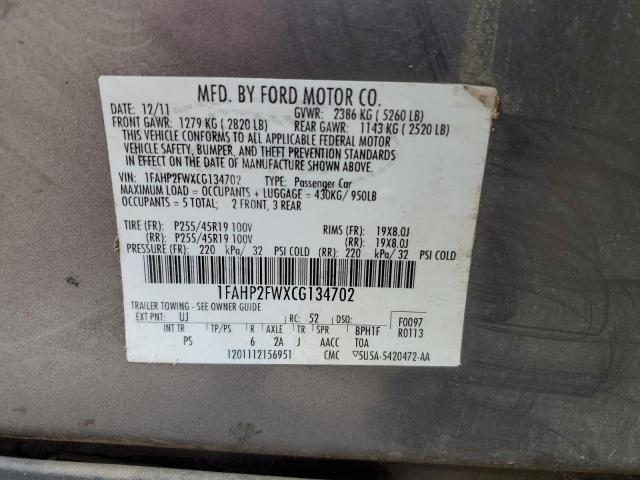 MFD. BY FORD MOTOR CO.
DATE: 12/11 GVWR: 2386 KG ( 5260 LB)
FRONT GAWR: 1279 KG ( 2820 LB) REAR GAWR: 1143 KG ( 2520 LB)
THIS VEHICLE CONFORMS TO ALL APPLICABLE FEDERAL MOTOR
VEHICLE SAFETY, BUMPER, AND THEFT PREVENTION STANDARDS
IN EFFECT ON THE DATE OF MANUFACTURE SHOWN ABOVE.
VIN: 1FAHP2FWXCG134702 TYPE: Passenger Car
MAXIMUM LOAD = OCCUPANTS + LUGGAGE = 430KG/ 950LB
OCCUPANTS = 5 TOTAL; 2 FRONT, 3 REAR
TIRE (FR): P255/45R19 100V RIMS (FR): 19X8.0J
(RR): P255/45R19 100V (RR): 19X8.0J
PRESSURE (FR): 220 kPa/ 32 PSI COLD (RR): 220 kPa/ 32 PSI COLD
1FAHP2FWXCG134702
TRAILER TOWING - SEE OWNER GUIDE
EXT PNT: UJ RC: 52 DSO: F0097
INT TR TP/PS R AXLE TR SPR BPH1F R0113
PS 6 2A J AACC TOA
1201112156951 CMC ▽5U5A-5420472-AA